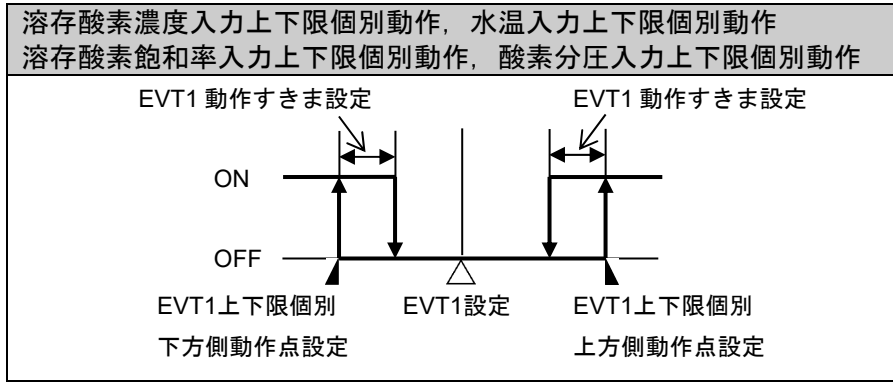 溶存酸素濃度入力上下限個別動作，水温入力上下限個別動作
溶存酸素飽和率入力上下限個別動作，酸素分圧入力上下限個別動作
EVT1 動作すきま設定
EVT1 動作すきま設定
ON
OFF
EVT1上下限個別
下方側動作点設定
EVT1設定
EVT1上下限個別
上方側動作点設定